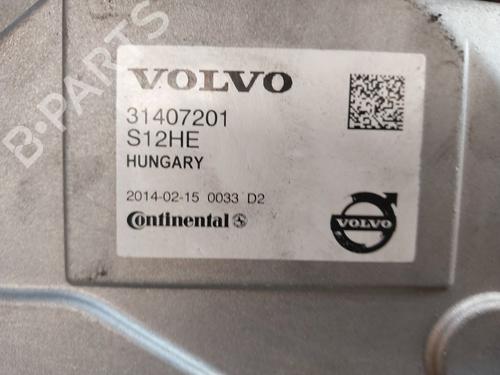 VOLVO
31407201
S12HE
HUNGARY
2014-02-15 0033 D2
Continental
VOLVO
B-PARTS